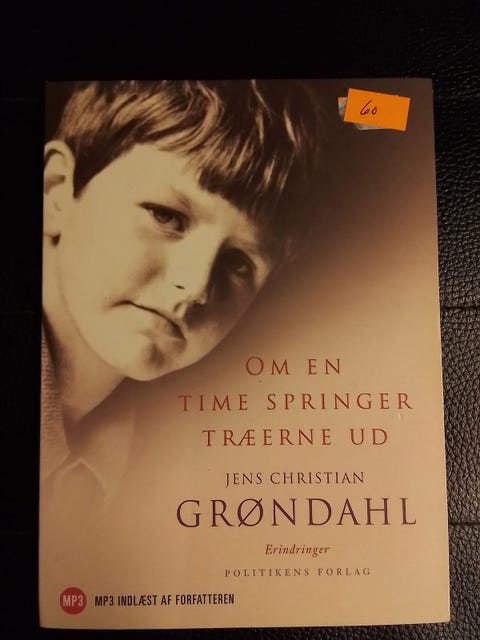 60
OM EN
TIME SPRINGER
TRÆERNE UD
JENS CHRISTIAN
GRØNDAHL
Erindringer
POLITIKENS FORLAG
MP3 MP3 INDLÆST AF FORFATTEREN